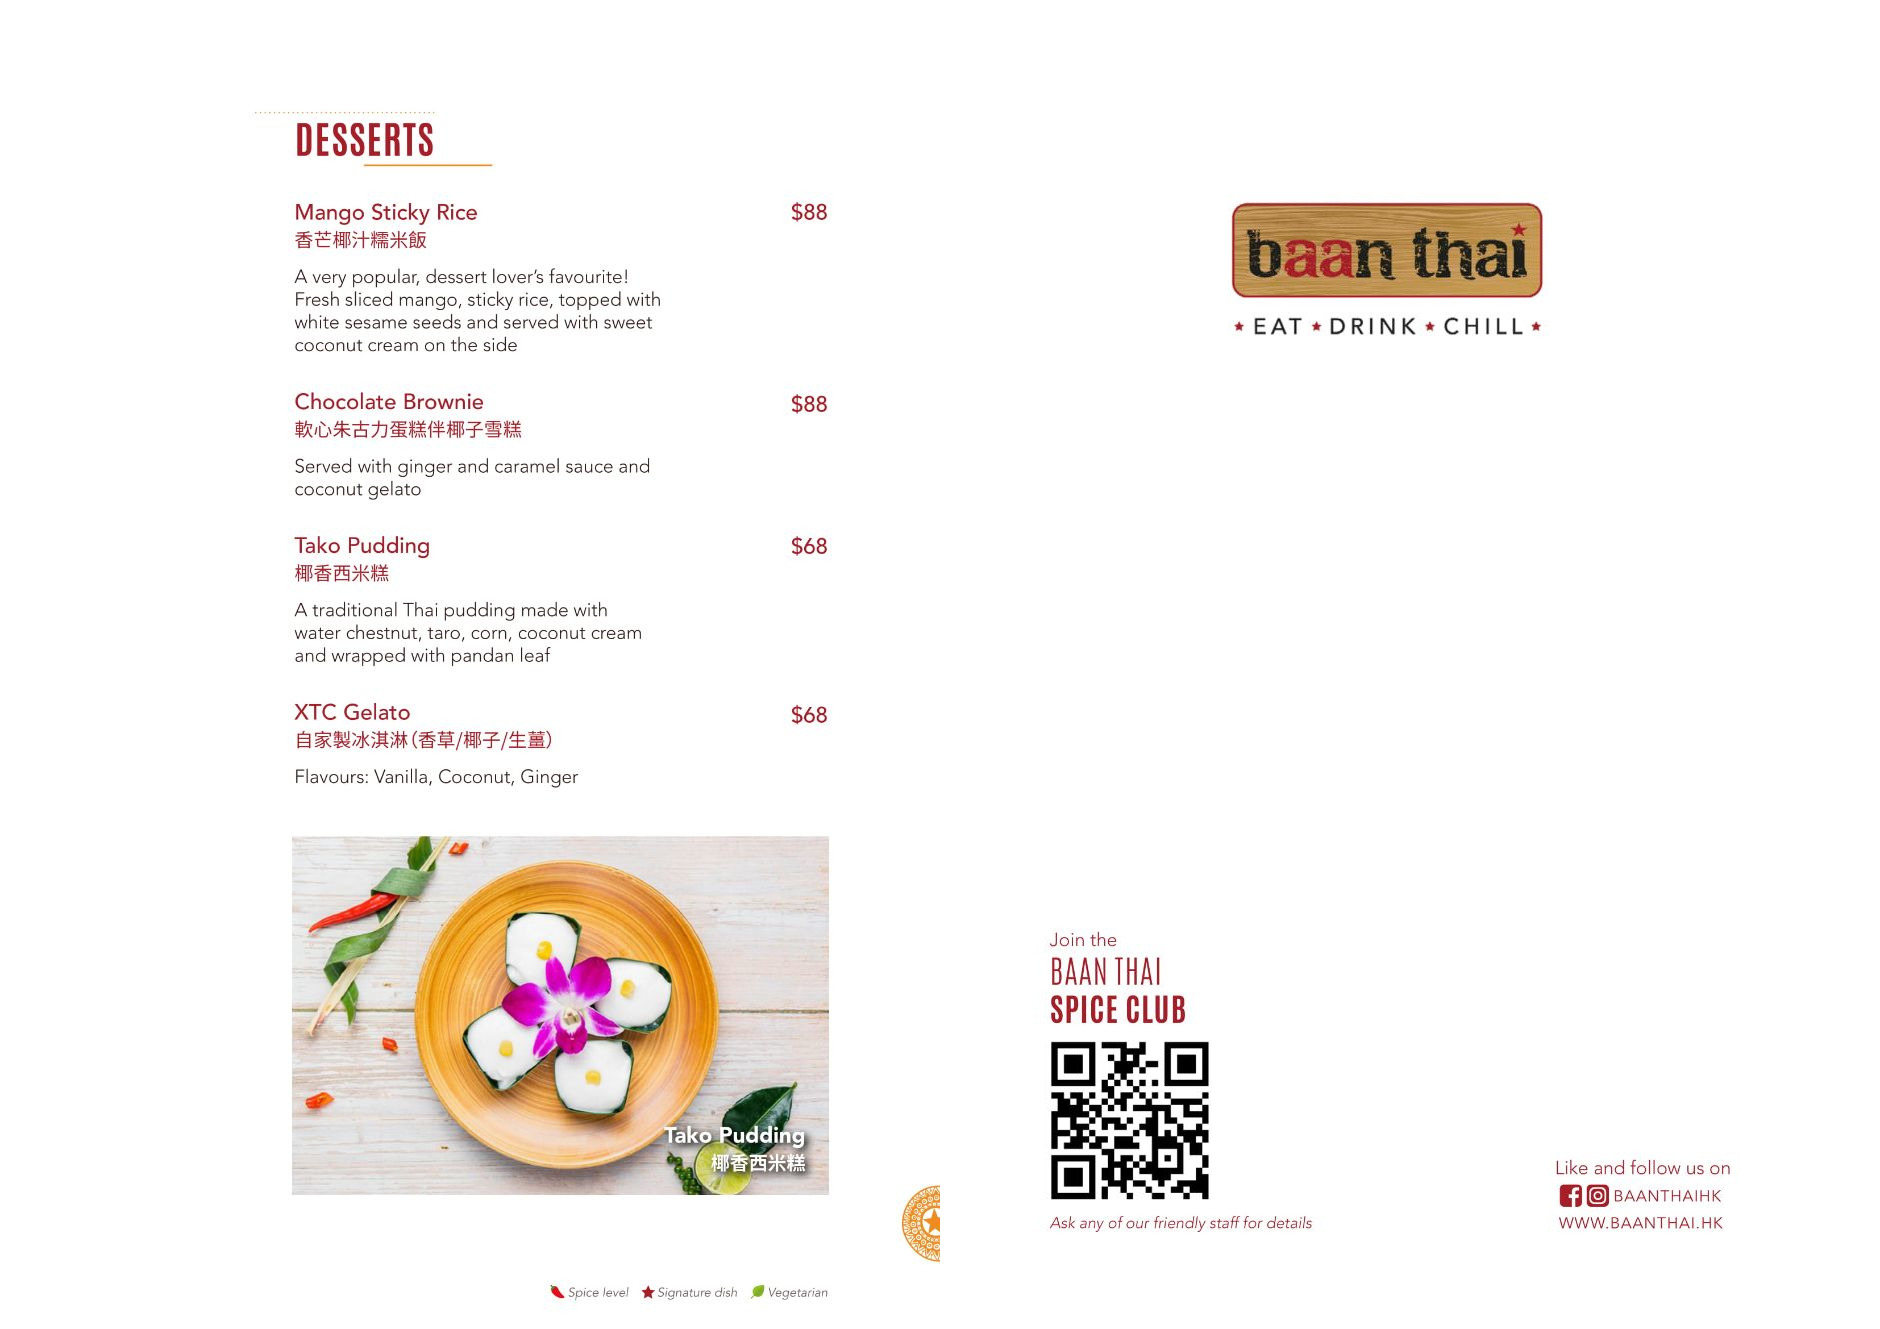 DESSERTS
Mango Sticky Rice $88
香芒椰汁糯米飯
A very popular, dessert lover's favourite!
Fresh sliced mango, sticky rice, topped with
white sesame seeds and served with sweet
coconut cream on the side
Chocolate Brownie $88
軟心朱古力蛋糕伴椰子雪糕
Served with ginger and caramel sauce and
coconut gelato
Tako Pudding $68
椰香西米糕
A traditional Thai pudding made with
water chestnut, taro, corn, coconut cream
and wrapped with pandan leaf
XTC Gelato $68
自家製冰淇淋（香草/椰子/生薑）
Flavours: Vanilla, Coconut, Ginger
Tako Pudding
椰香西米糕
Spice level Signature dish Vegetarian
baan thai
★ EAT ★ DRINK ★ CHILL ★
Join the
BAAN THAI
SPICE CLUB
Ask any of our friendly staff for details
Like and follow us on
BAANTHAIHK
WWW.BAANTHAI.HK